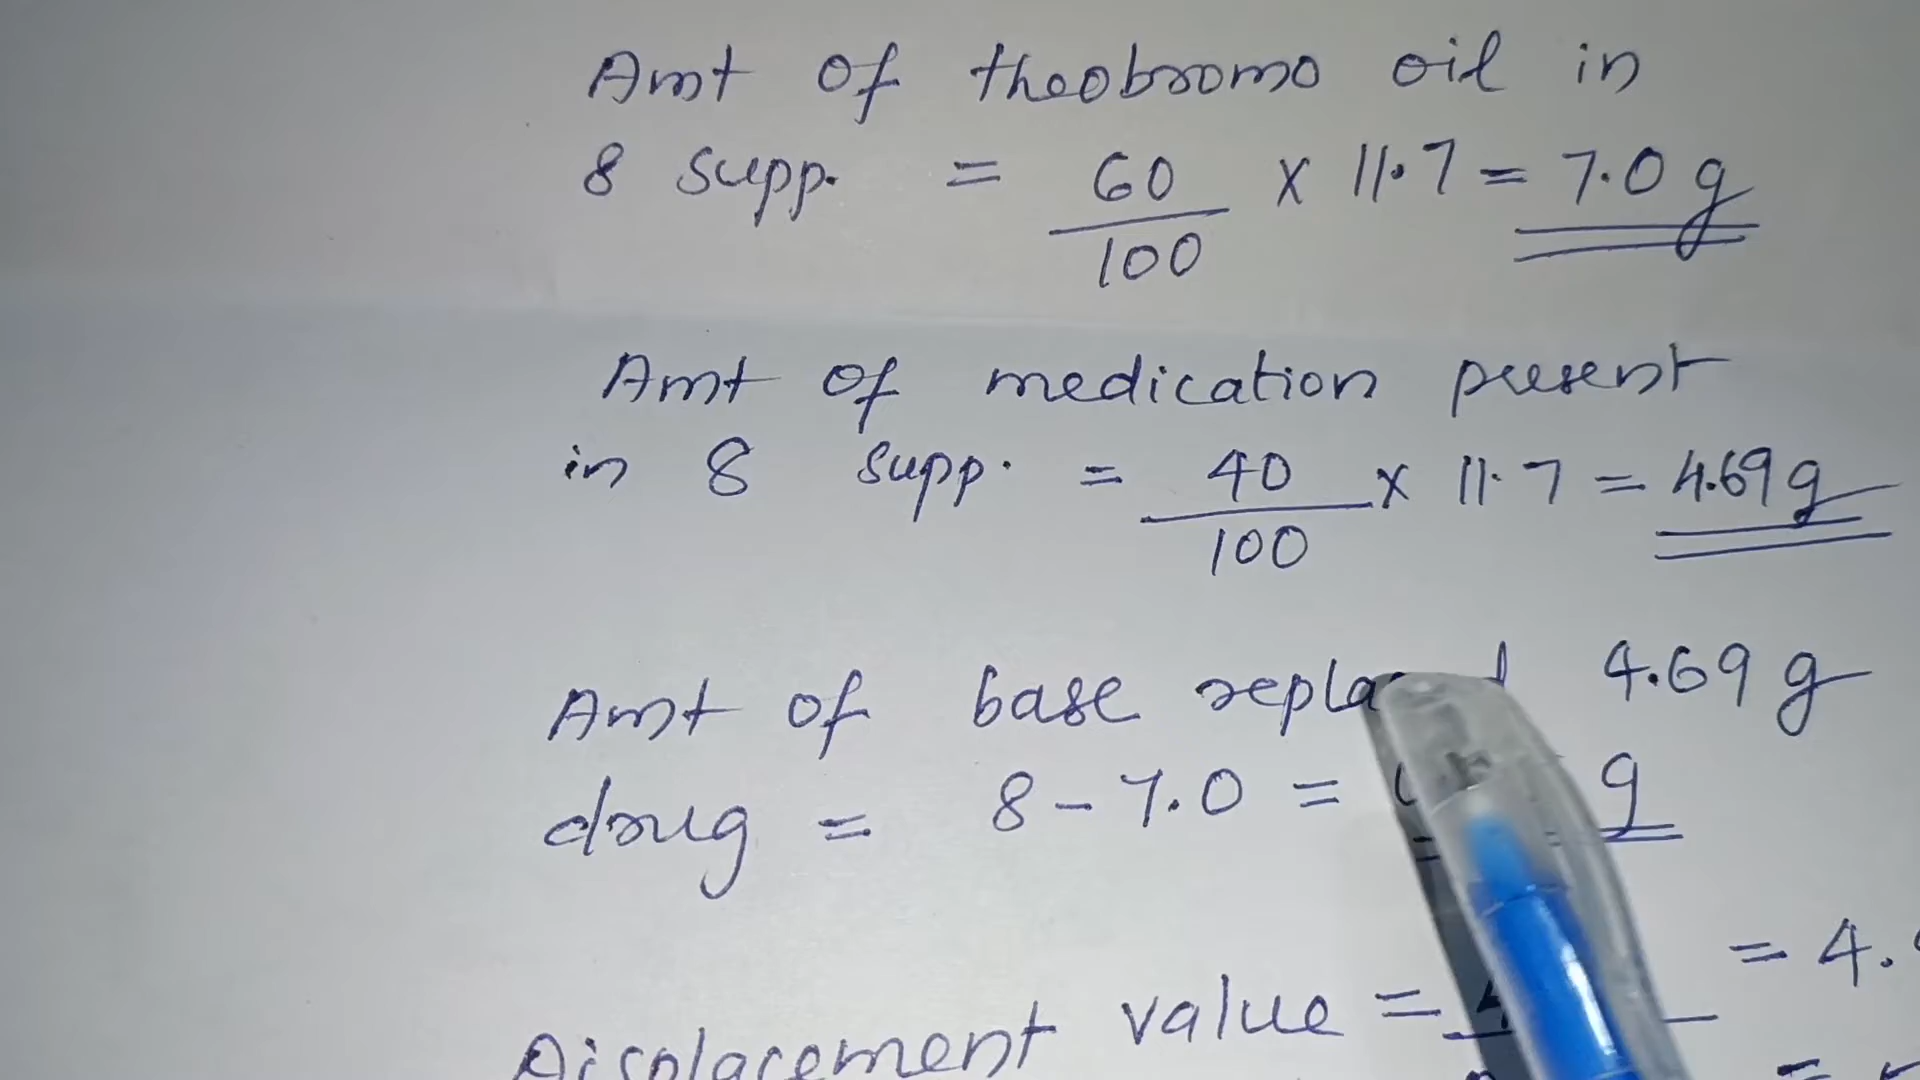 Amt of theobromo oil in
8 supp. = 60/100 x 11.7 = 7.0 g
Amt of medication present
in 8 supp. = 40/100 x 11.7 = 4.69 g
Amt of base 4.69 g
drug = 8 - 7.0 = g
Displacement value = = 4.